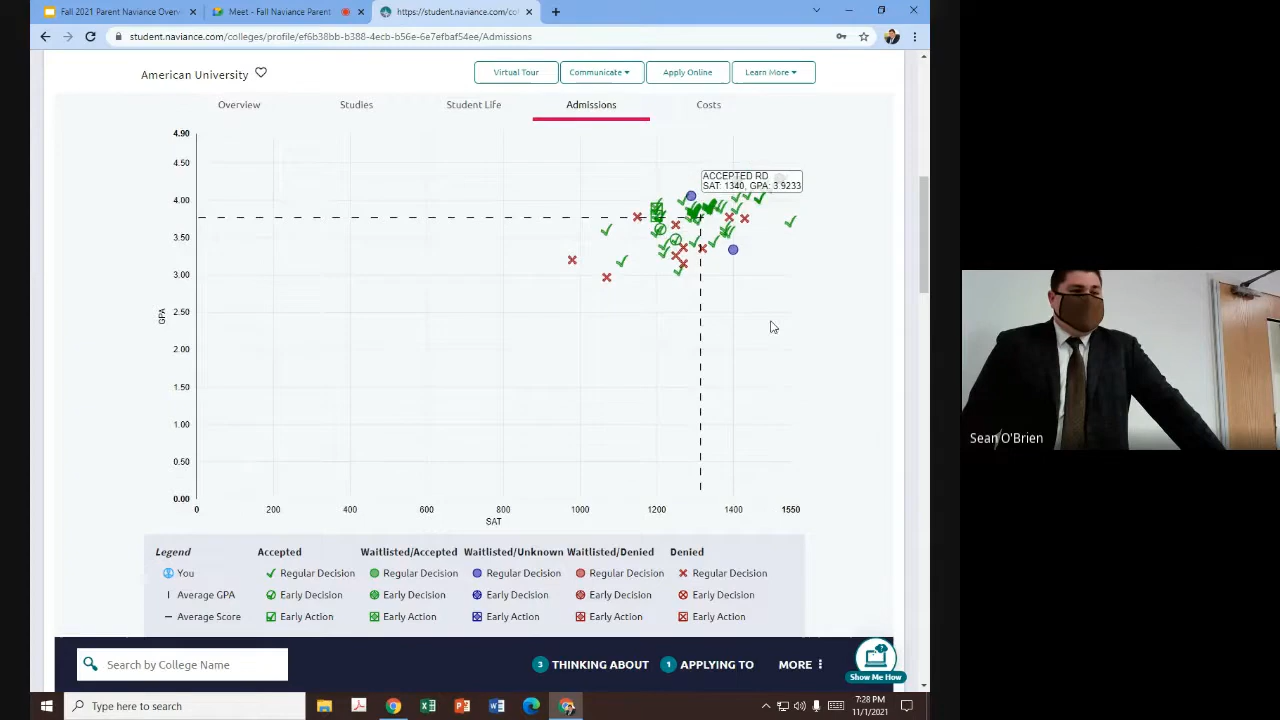 Fall 2021 Parent Naviance Overv
Meet - Fall Naviance Parent
https://student.naviance.com/col
student.naviance.com/colleges/profile/ef6b38bb-b388-4ecb-b56e-6e7efbaf54ee/Admissions
American University
Virtual Tour
Communicate
Apply Online
Learn More
Overview
Studies
Student Life
Admissions
Costs
4.90
4.50
4.00
3.50
3.00
2.50
2.00
1.50
1.00
0.50
0.00
GPA
ACCEPTED RD
SAT: 1340, GPA: 3.9233
0 200 400 600 800 1000 1200 1400 1550
SAT
Legend Accepted Waitlisted/Accepted Waitlisted/Unknown Waitlisted/Denied Denied
You Regular Decision Regular Decision Regular Decision Regular Decision Regular Decision
Average GPA Early Decision Early Decision Early Decision Early Decision Early Decision
Average Score Early Action Early Action Early Action Early Action Early Action
Search by College Name
3 THINKING ABOUT
1 APPLYING TO
MORE
Show Me How
Type here to search
7:28 PM
11/1/2021
Sean O'Brien